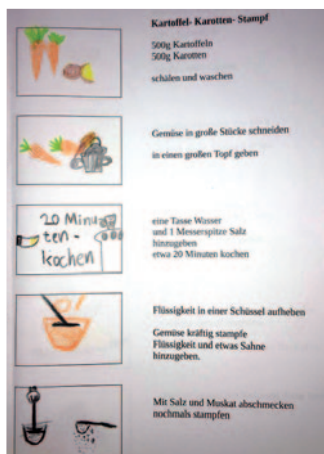 Kartoffel- Karotten- Stampf
500g Kartoffeln
500g Karotten
schälen und waschen
Gemüse in große Stücke schneiden
in einen großen Topf geben
20 Minu
ten -
kochen
eine Tasse Wasser
und 1 Messerspitze Salz
hinzugeben
etwa 20 Minuten kochen
Flüssigkeit in einer Schüssel aufheben
Gemüse kräftig stampfe
Flüssigkeit und etwas Sahne
hinzugeben.
Mit Salz und Muskat abschmecken
nochmals stampfen